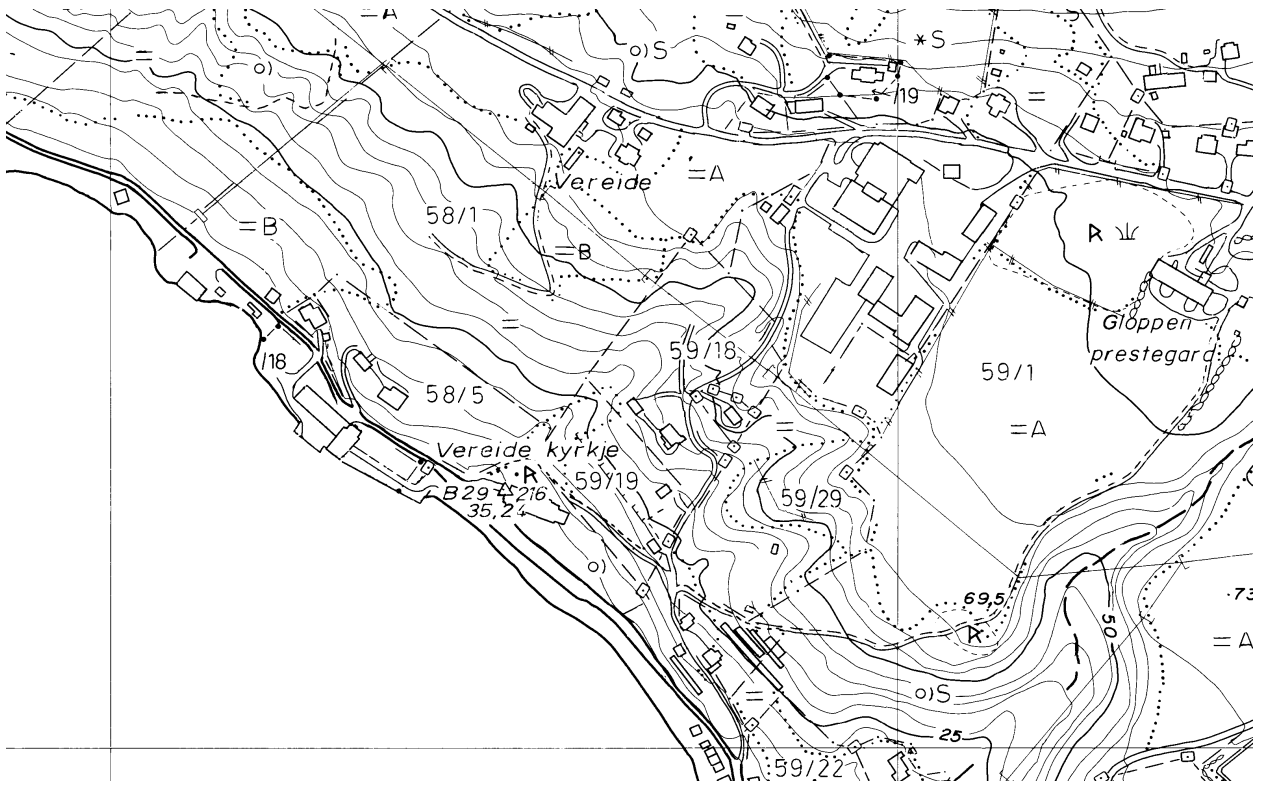 =A
=
S
=
S
*S
/19
=
Vereide
=A
58/1
=B
=B
R
Gloppen
prestegard
=
59/18
59/1
/18
58/5
=
=A
Vereide kyrkje
R
59/19
B 29 216
35,24
59/29
69,5
R
50
73
=A
=
S
25
59/22